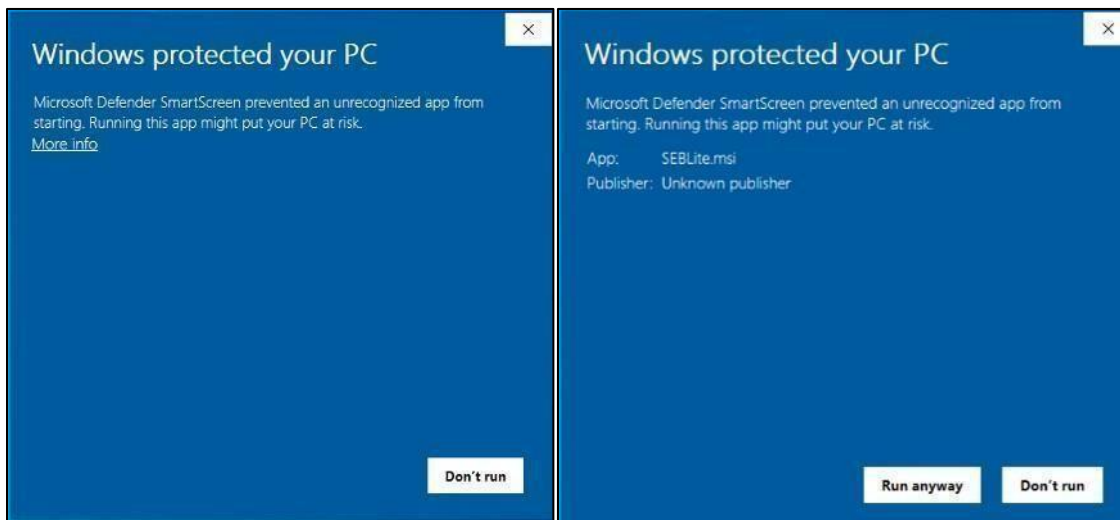 Windows protected your PC
Microsoft Defender SmartScreen prevented an unrecognized app from
starting. Running this app might put your PC at risk.
More info
Don't run
Windows protected your PC
Microsoft Defender SmartScreen prevented an unrecognized app from
starting. Running this app might put your PC at risk.
App: SEBLite.msi
Publisher: Unknown publisher
Run anyway Don't run